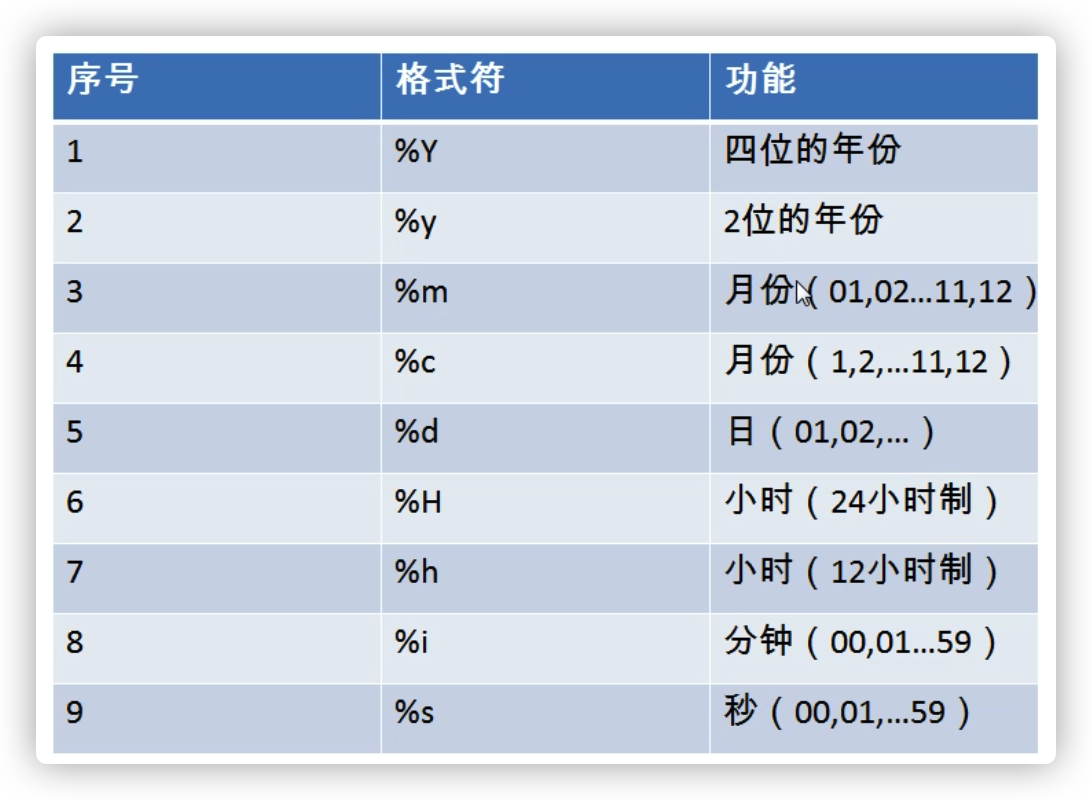 序号 格式符 功能
1 %Y 四位的年份
2 %y 2位的年份
3 %m 月份（01,02…11,12）
4 %c 月份（1,2,…11,12）
5 %d 日（01,02,…）
6 %H 小时（24小时制）
7 %h 小时（12小时制）
8 %i 分钟（00,01…59）
9 %s 秒（00,01,…59）